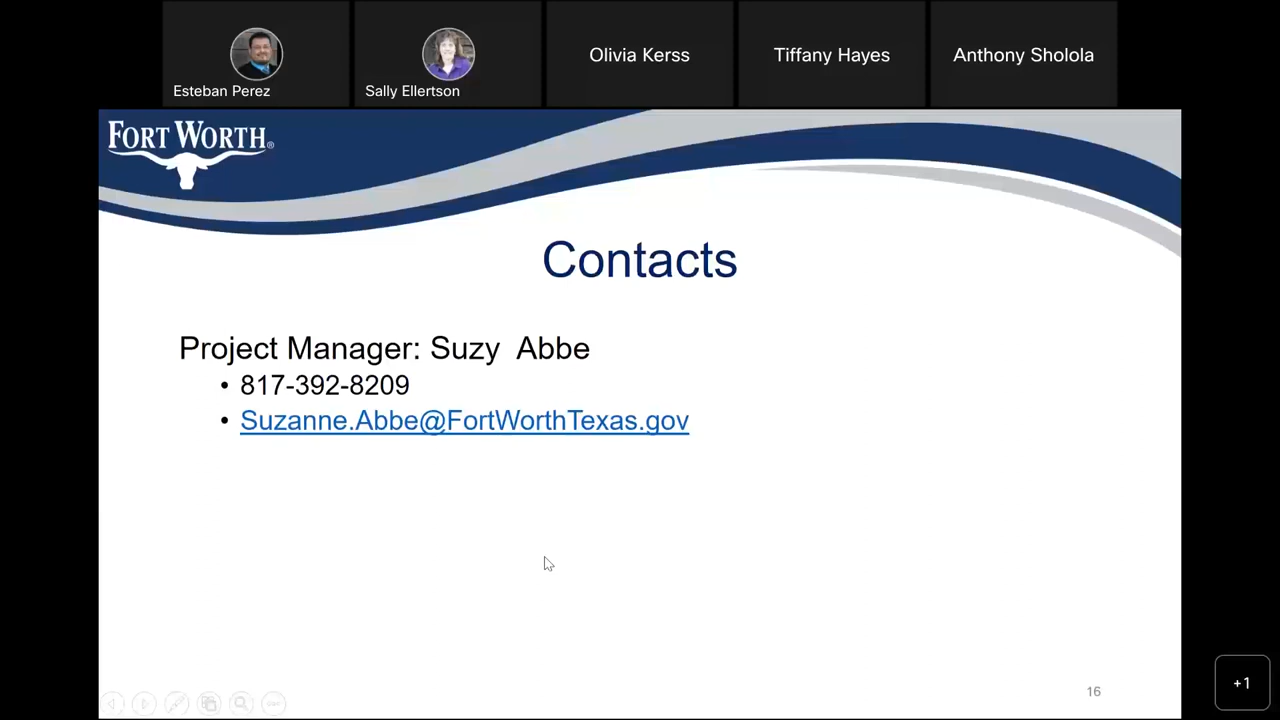 Esteban Perez
Sally Ellertson
Olivia Kerss
Tiffany Hayes
Anthony Sholola
FORT WORTH®
Contacts
Project Manager: Suzy Abbe
• 817-392-8209
• Suzanne.Abbe@FortWorthTexas.gov
16
+1